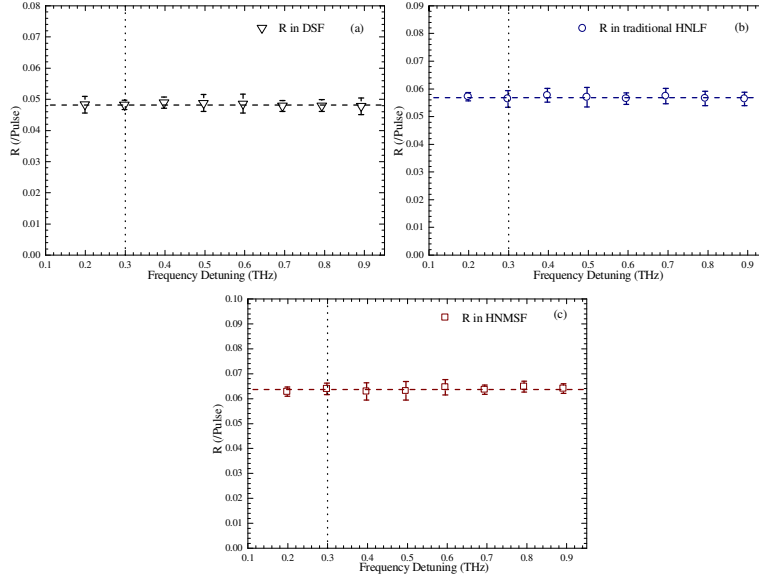 0.08
0.07
0.06
0.05
0.04
0.03
0.02
0.01
0.00
R (/Pulse)
R in DSF
(a)
0.1 0.2 0.3 0.4 0.5 0.6 0.7 0.8 0.9
Frequency Detuning (THz)
0.09
0.08
0.07
0.06
0.05
0.04
0.03
0.02
0.01
0.00
R (/Pulse)
R in traditional HNLF
(b)
0.1 0.2 0.3 0.4 0.5 0.6 0.7 0.8 0.9
Frequency Detuning (THz)
0.10
0.09
0.08
0.07
0.06
0.05
0.04
0.03
0.02
0.01
0.00
R (/Pulse)
R in HNMSF
(c)
0.1 0.2 0.3 0.4 0.5 0.6 0.7 0.8 0.9
Frequency Detuning (THz)